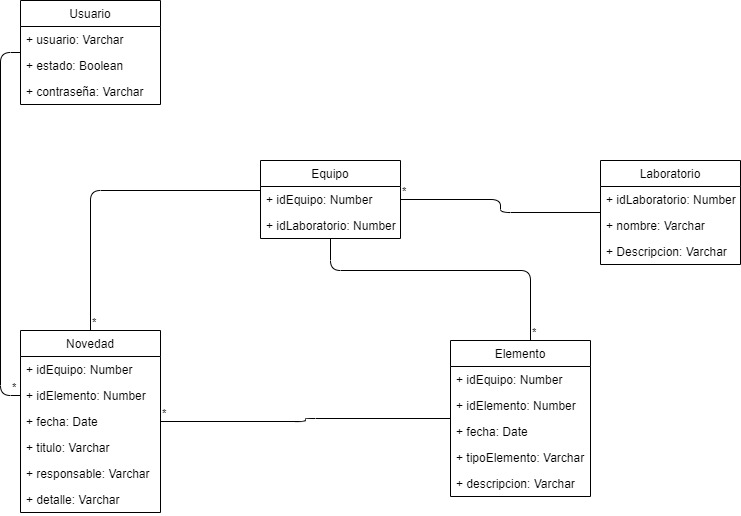 Usuario
+ usuario: Varchar
+ estado: Boolean
+ contraseña: Varchar
Equipo
+ idEquipo: Number
+ idLaboratorio: Number
*
Laboratorio
+ idLaboratorio: Number
+ nombre: Varchar
+ Descripcion: Varchar
*
Novedad
+ idEquipo: Number
+ idElemento: Number
+ fecha: Date
+ titulo: Varchar
+ responsable: Varchar
+ detalle: Varchar
*
*
*
Elemento
+ idEquipo: Number
+ idElemento: Number
+ fecha: Date
+ tipoElemento: Varchar
+ descripcion: Varchar